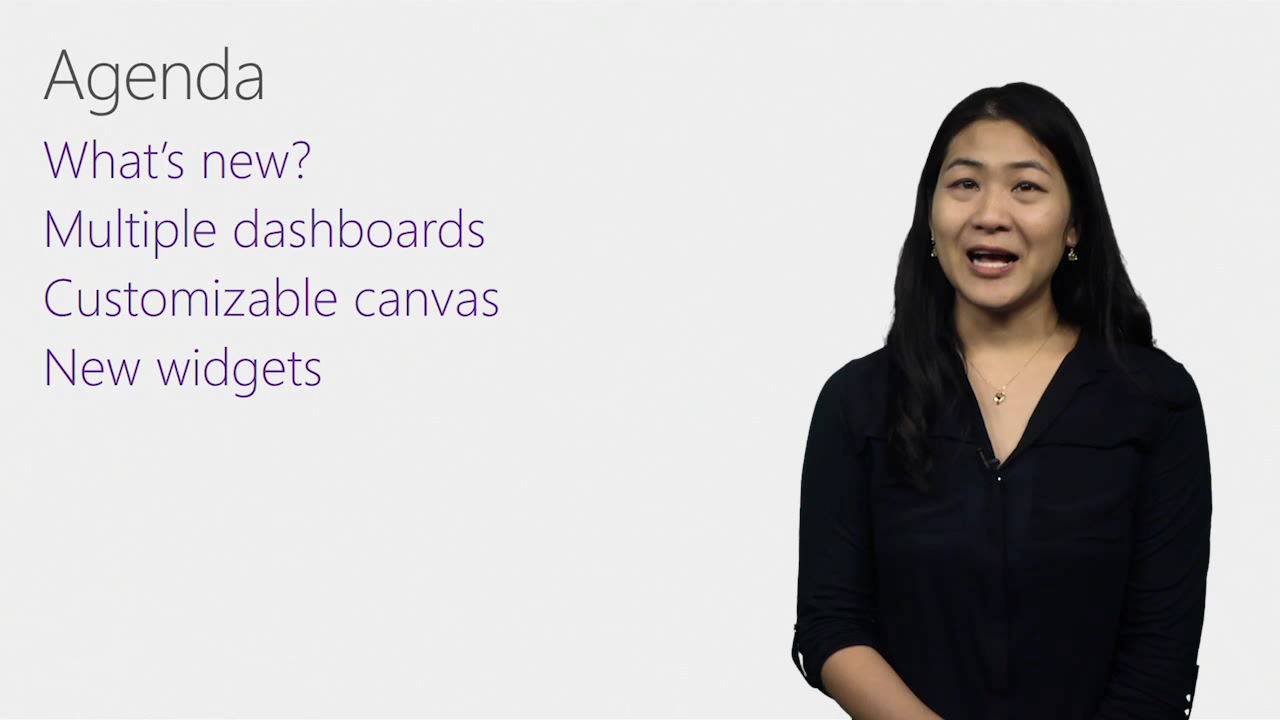 Agenda
What's new?
Multiple dashboards
Customizable canvas
New widgets